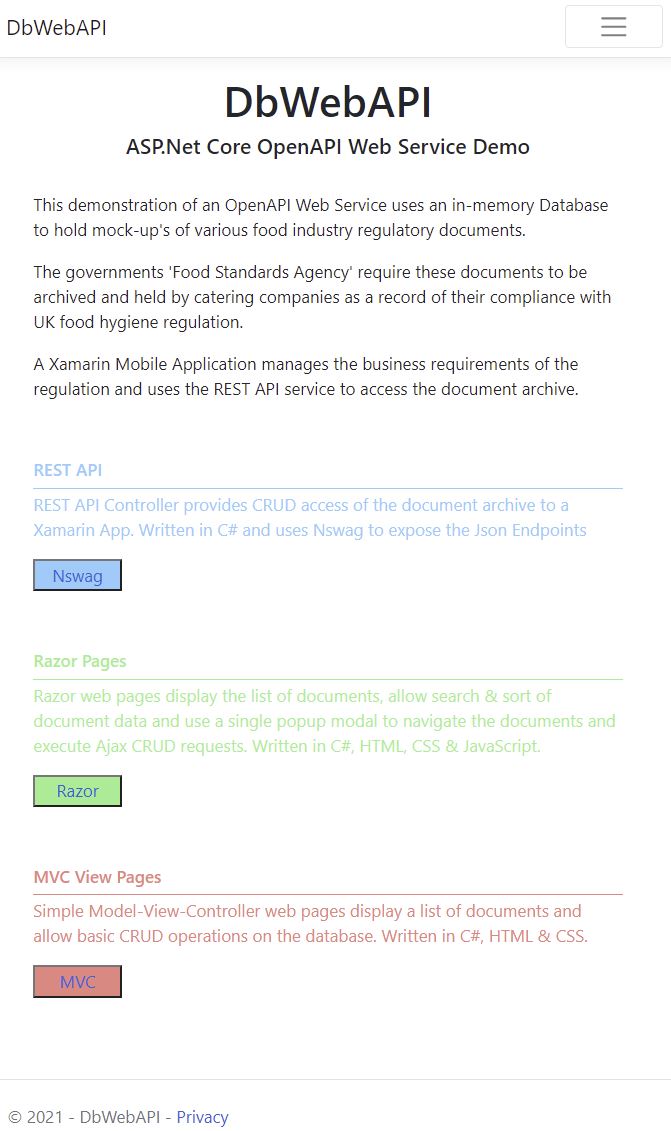 DbWebAPI
DbWebAPI
ASP.Net Core OpenAPI Web Service Demo
This demonstration of an OpenAPI Web Service uses an in-memory Database
to hold mock-up's of various food industry regulatory documents.
The governments 'Food Standards Agency' require these documents to be
archived and held by catering companies as a record of their compliance with
UK food hygiene regulation.
A Xamarin Mobile Application manages the business requirements of the
regulation and uses the REST API service to access the document archive.
REST API
REST API Controller provides CRUD access of the document archive to a
Xamarin App. Written in C# and uses Nswag to expose the Json Endpoints
Nswag
Razor Pages
Razor web pages display the list of documents, allow search & sort of
document data and use a single popup modal to navigate the documents and
execute Ajax CRUD requests. Written in C#, HTML, CSS & JavaScript.
Razor
MVC View Pages
Simple Model-View-Controller web pages display a list of documents and
allow basic CRUD operations on the database. Written in C#, HTML & CSS.
MVC
© 2021 - DbWebAPI - Privacy